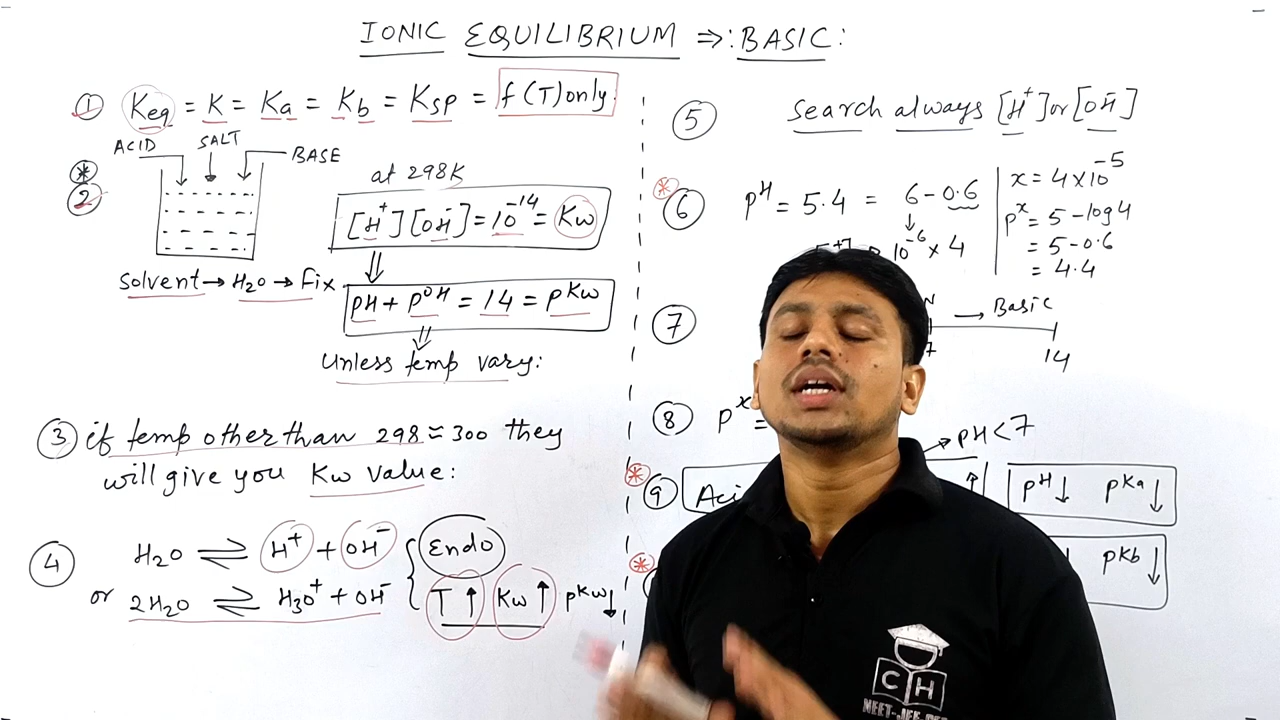 IONIC EQUILIBRIUM ⇒: BASIC:
① Keq = K = Ka = Kb = Ksp = f(T) only.
ACID SALT BASE
* ②
at 298K
[H⁺][OH⁻] = 10⁻¹⁴ = Kw
Solvent → H₂O → Fix
pH + pOH = 14 = pKw
Unless temp vary:
③ if temp other than 298 ≈ 300 they
will give you Kw value:
④ H₂O ⇌ H⁺ + OH⁻ { Endo
or 2H₂O ⇌ H₃O⁺ + OH⁻ T↑ Kw↑ pKw↓
⑤ Search always [H⁺] or [OH⁻]
* ⑥ pH = 5.4 = 6 - 0.6
↓
10⁻⁶ × 4
x = 4 × 10⁻⁵
pˣ = 5 - log 4
= 5 - 0.6
= 4.4
⑦ N → Basic
7 14
⑧ pˣ =
→ pH < 7
* ⑨ ↑ pH↓ pKa↓
* ↓ pKb↓
CH